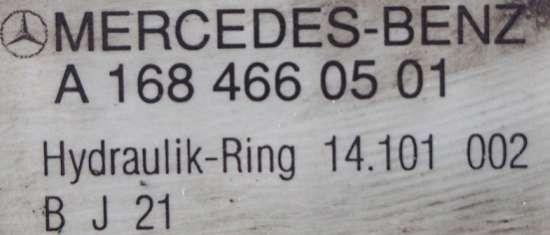 MERCEDES-BENZ
A 168 466 05 01
Hydraulik-Ring 14.101 002
B J 21